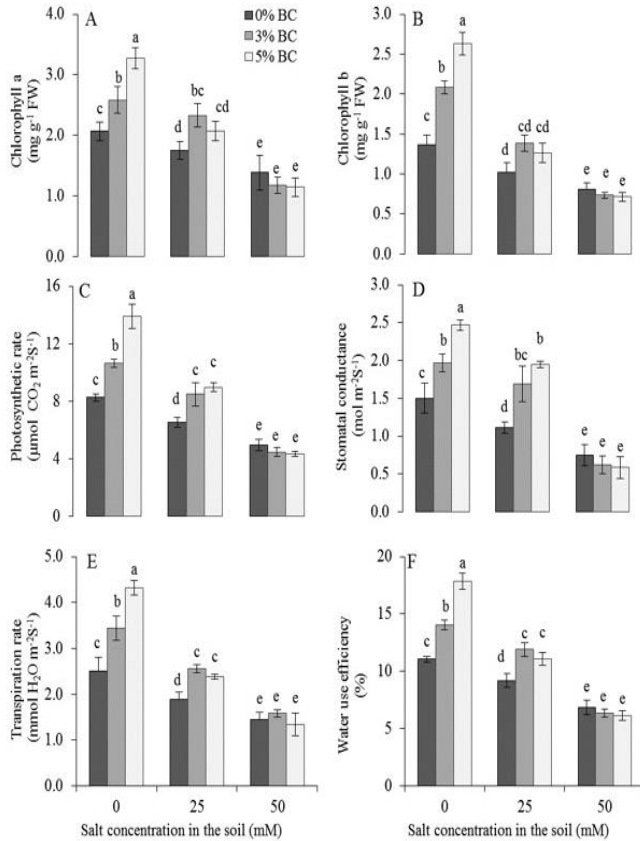 A
0% BC
3% BC
5% BC
Chlorophyll a
(mg g⁻¹ FW)
4.0
3.0
2.0
1.0
0.0
c
b
a
d
bc
cd
e
e
e
B
Chlorophyll b
(mg g⁻¹ FW)
3.0
2.5
2.0
1.5
1.0
0.5
0.0
c
b
a
d
cd
cd
e
e
e
C
Photosynthetic rate
(µmol CO₂ m⁻²S⁻¹)
16
12
8
4
0
c
b
a
d
c
c
e
e
e
D
Stomatal conductance
(mol m⁻²S⁻¹)
3.0
2.5
2.0
1.5
1.0
0.5
0.0
c
b
a
d
bc
b
e
e
e
E
Transpiration rate
(mmol H₂O m⁻²S⁻¹)
5.0
4.0
3.0
2.0
1.0
0.0
c
b
a
d
c
c
e
e
e
0
25
50
Salt concentration in the soil (mM)
F
Water use efficiency
(%)
20
15
10
5
0
c
b
a
d
c
c
e
e
e
0
25
50
Salt concentration in the soil (mM)